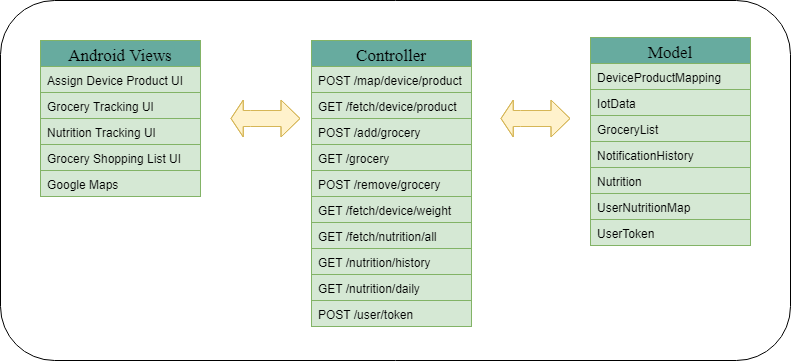 Android Views
Assign Device Product UI
Grocery Tracking UI
Nutrition Tracking UI
Grocery Shopping List UI
Google Maps
Controller
POST /map/device/product
GET /fetch/device/product
POST /add/grocery
GET /grocery
POST /remove/grocery
GET /fetch/device/weight
GET /fetch/nutrition/all
GET /nutrition/history
GET /nutrition/daily
POST /user/token
Model
DeviceProductMapping
IotData
GroceryList
NotificationHistory
Nutrition
UserNutritionMap
UserToken